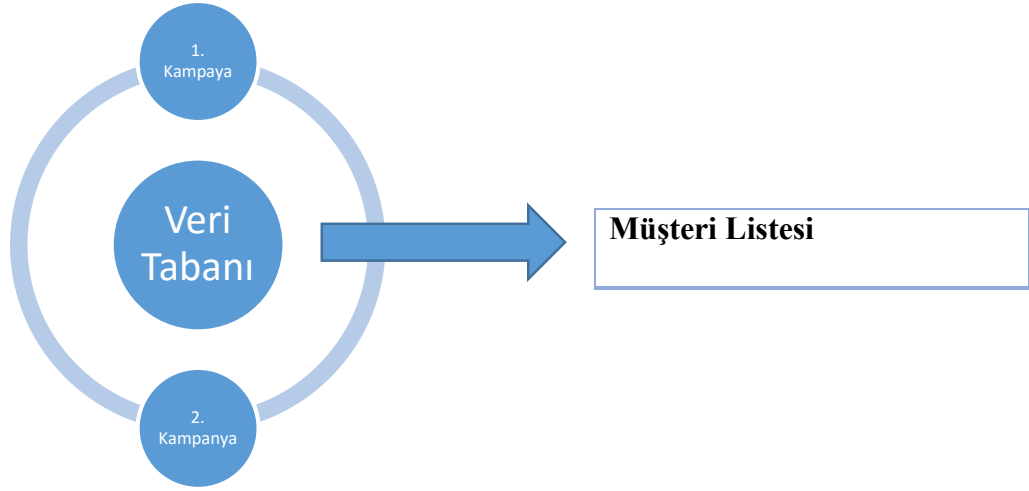 1.
Kampaya
Veri
Tabanı
Müşteri Listesi
2.
Kampanya